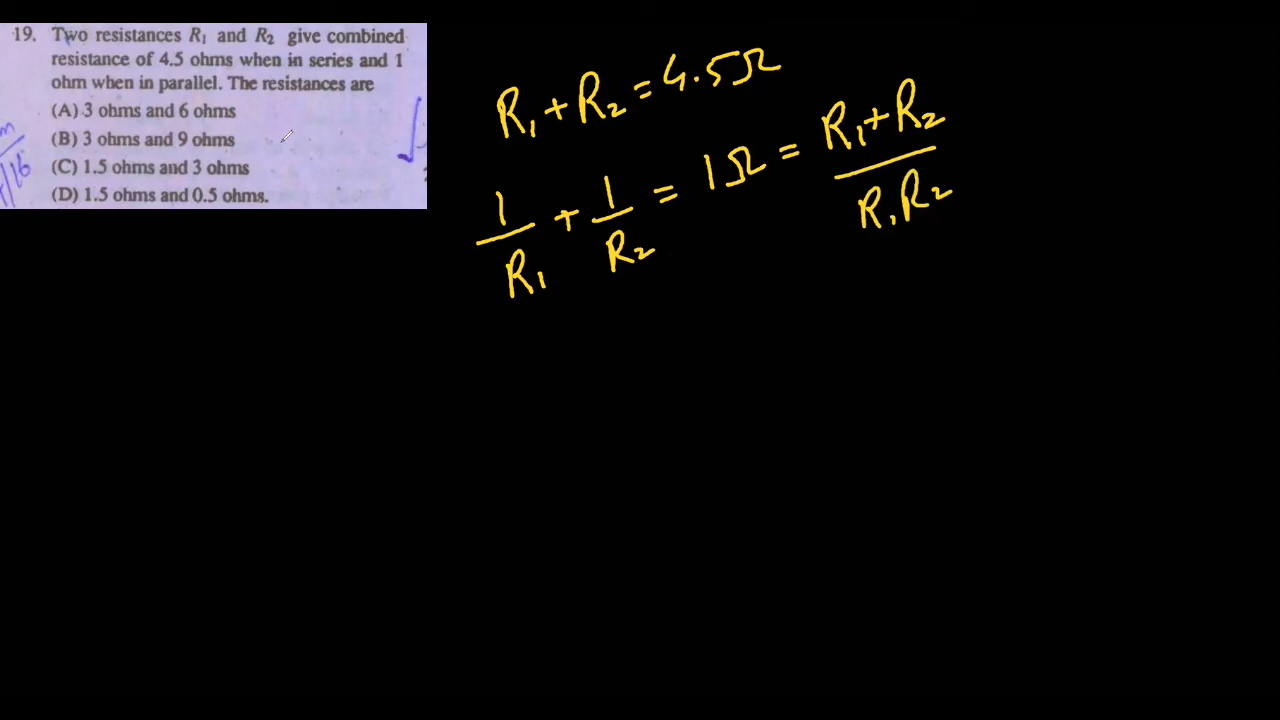 19. Two resistances R₁ and R₂ give combined
resistance of 4.5 ohms when in series and 1
ohm when in parallel. The resistances are
(A) 3 ohms and 6 ohms
(B) 3 ohms and 9 ohms
(C) 1.5 ohms and 3 ohms
(D) 1.5 ohms and 0.5 ohms.
R₁ + R₂ = 4.5Ω
1/R₁ + 1/R₂ = 1Ω = (R₁+R₂)/(R₁R₂)